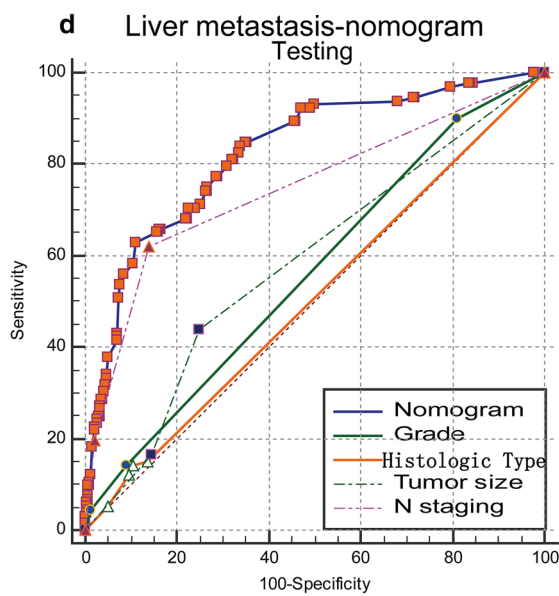 d Liver metastasis-nomogram
Testing
100
80
60
40
20
0
Sensitivity
Nomogram
Grade
Histologic Type
Tumor size
N staging
0 20 40 60 80 100
100-Specificity